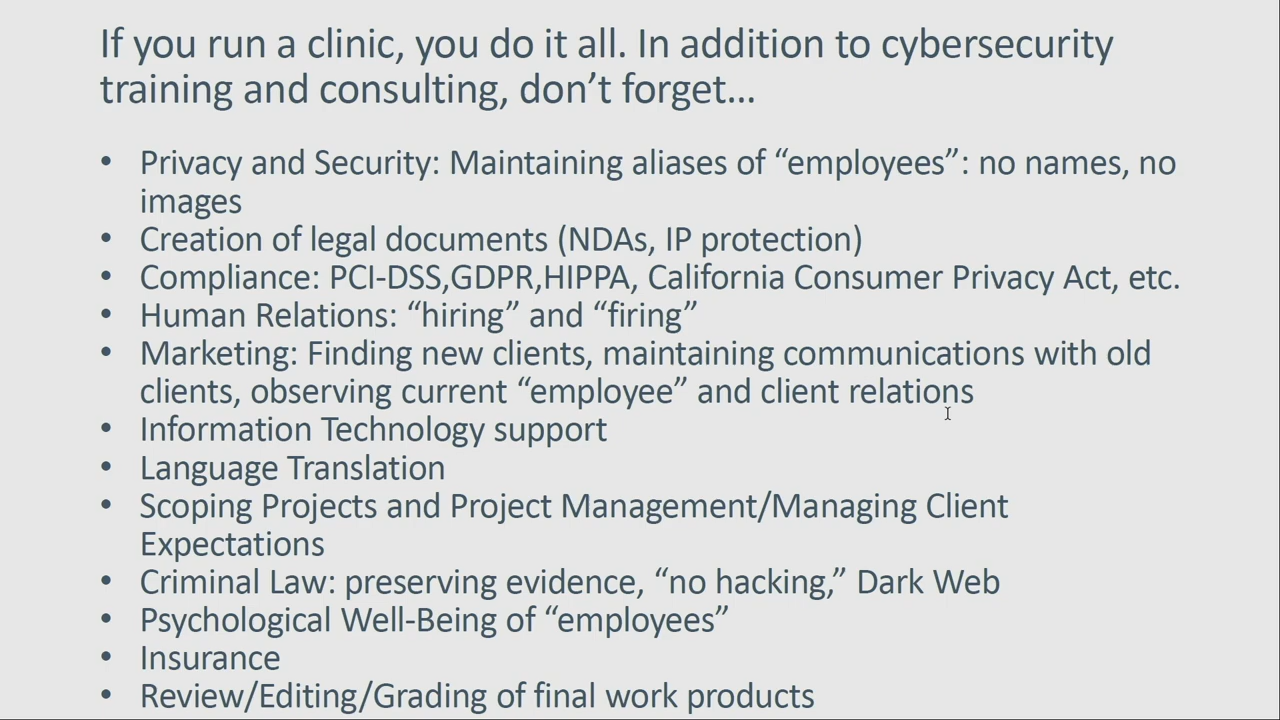 If you run a clinic, you do it all. In addition to cybersecurity
training and consulting, don’t forget…
• Privacy and Security: Maintaining aliases of “employees”: no names, no
images
• Creation of legal documents (NDAs, IP protection)
• Compliance: PCI-DSS,GDPR,HIPPA, California Consumer Privacy Act, etc.
• Human Relations: “hiring” and “firing”
• Marketing: Finding new clients, maintaining communications with old
clients, observing current “employee” and client relations
• Information Technology support
• Language Translation
• Scoping Projects and Project Management/Managing Client
Expectations
• Criminal Law: preserving evidence, “no hacking,” Dark Web
• Psychological Well-Being of “employees”
• Insurance
• Review/Editing/Grading of final work products